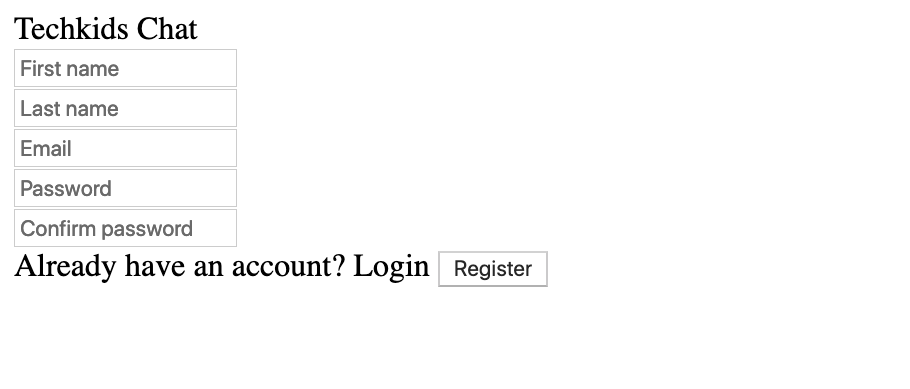 Techkids Chat
First name
Last name
Email
Password
Confirm password
Already have an account? Login Register